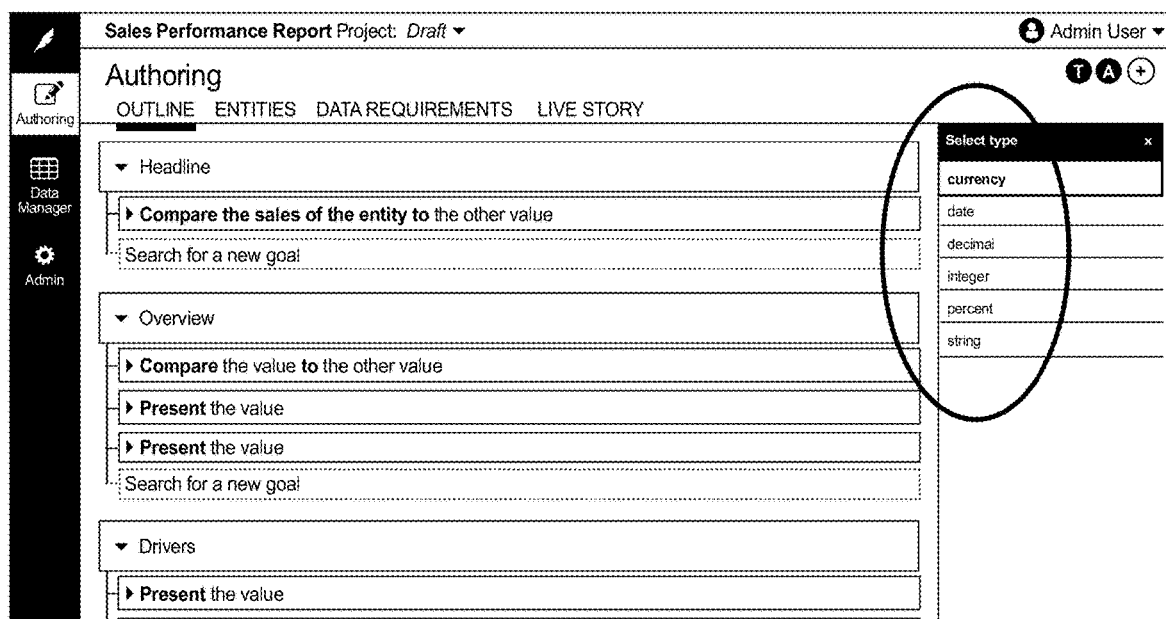 Sales Performance Report Project: Draft
Admin User
Authoring
T A +
OUTLINE ENTITIES DATA REQUIREMENTS LIVE STORY
Authoring
Data
Manager
Admin
Headline
Compare the sales of the entity to the other value
Search for a new goal
Overview
Compare the value to the other value
Present the value
Present the value
Search for a new goal
Drivers
Present the value
Select type x
currency
date
decimal
integer
percent
string